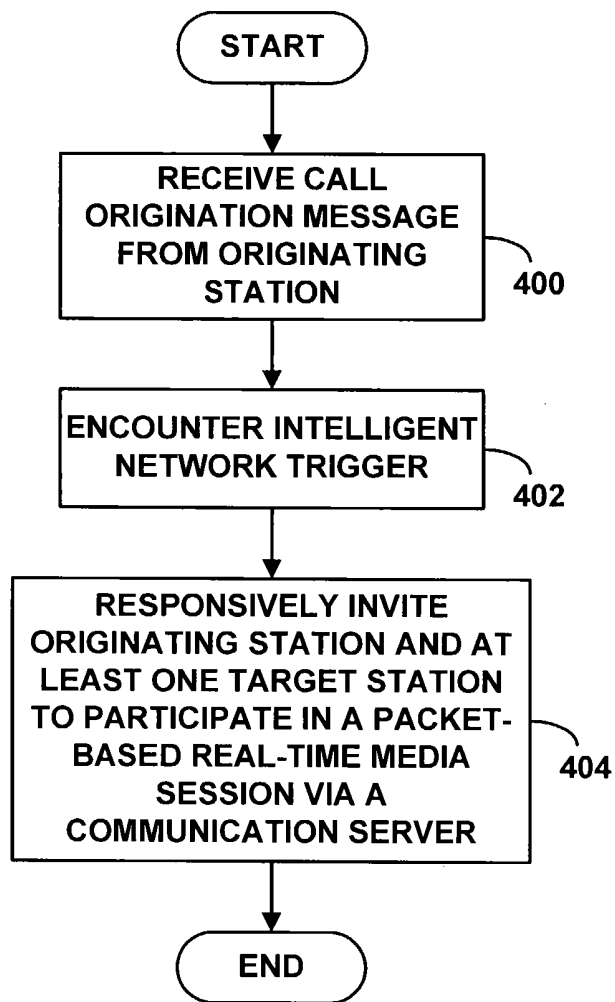 START
RECEIVE CALL
ORIGINATION MESSAGE
FROM ORIGINATING
STATION
400
ENCOUNTER INTELLIGENT
NETWORK TRIGGER
402
RESPONSIVELY INVITE
ORIGINATING STATION AND AT
LEAST ONE TARGET STATION
TO PARTICIPATE IN A PACKET-
BASED REAL-TIME MEDIA
SESSION VIA A
COMMUNICATION SERVER
404
END